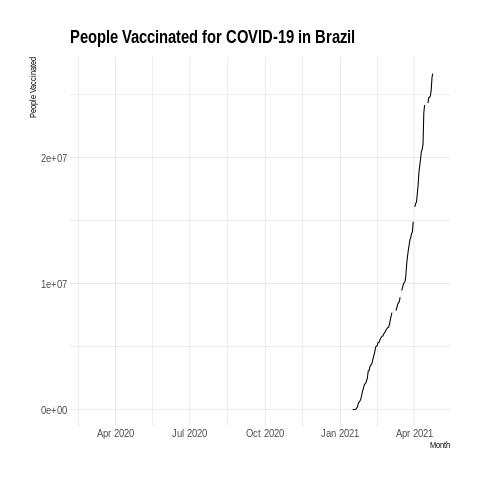 People Vaccinated for COVID-19 in Brazil
People Vaccinated
2e+07
1e+07
0e+00
Apr 2020 Jul 2020 Oct 2020 Jan 2021 Apr 2021
Month